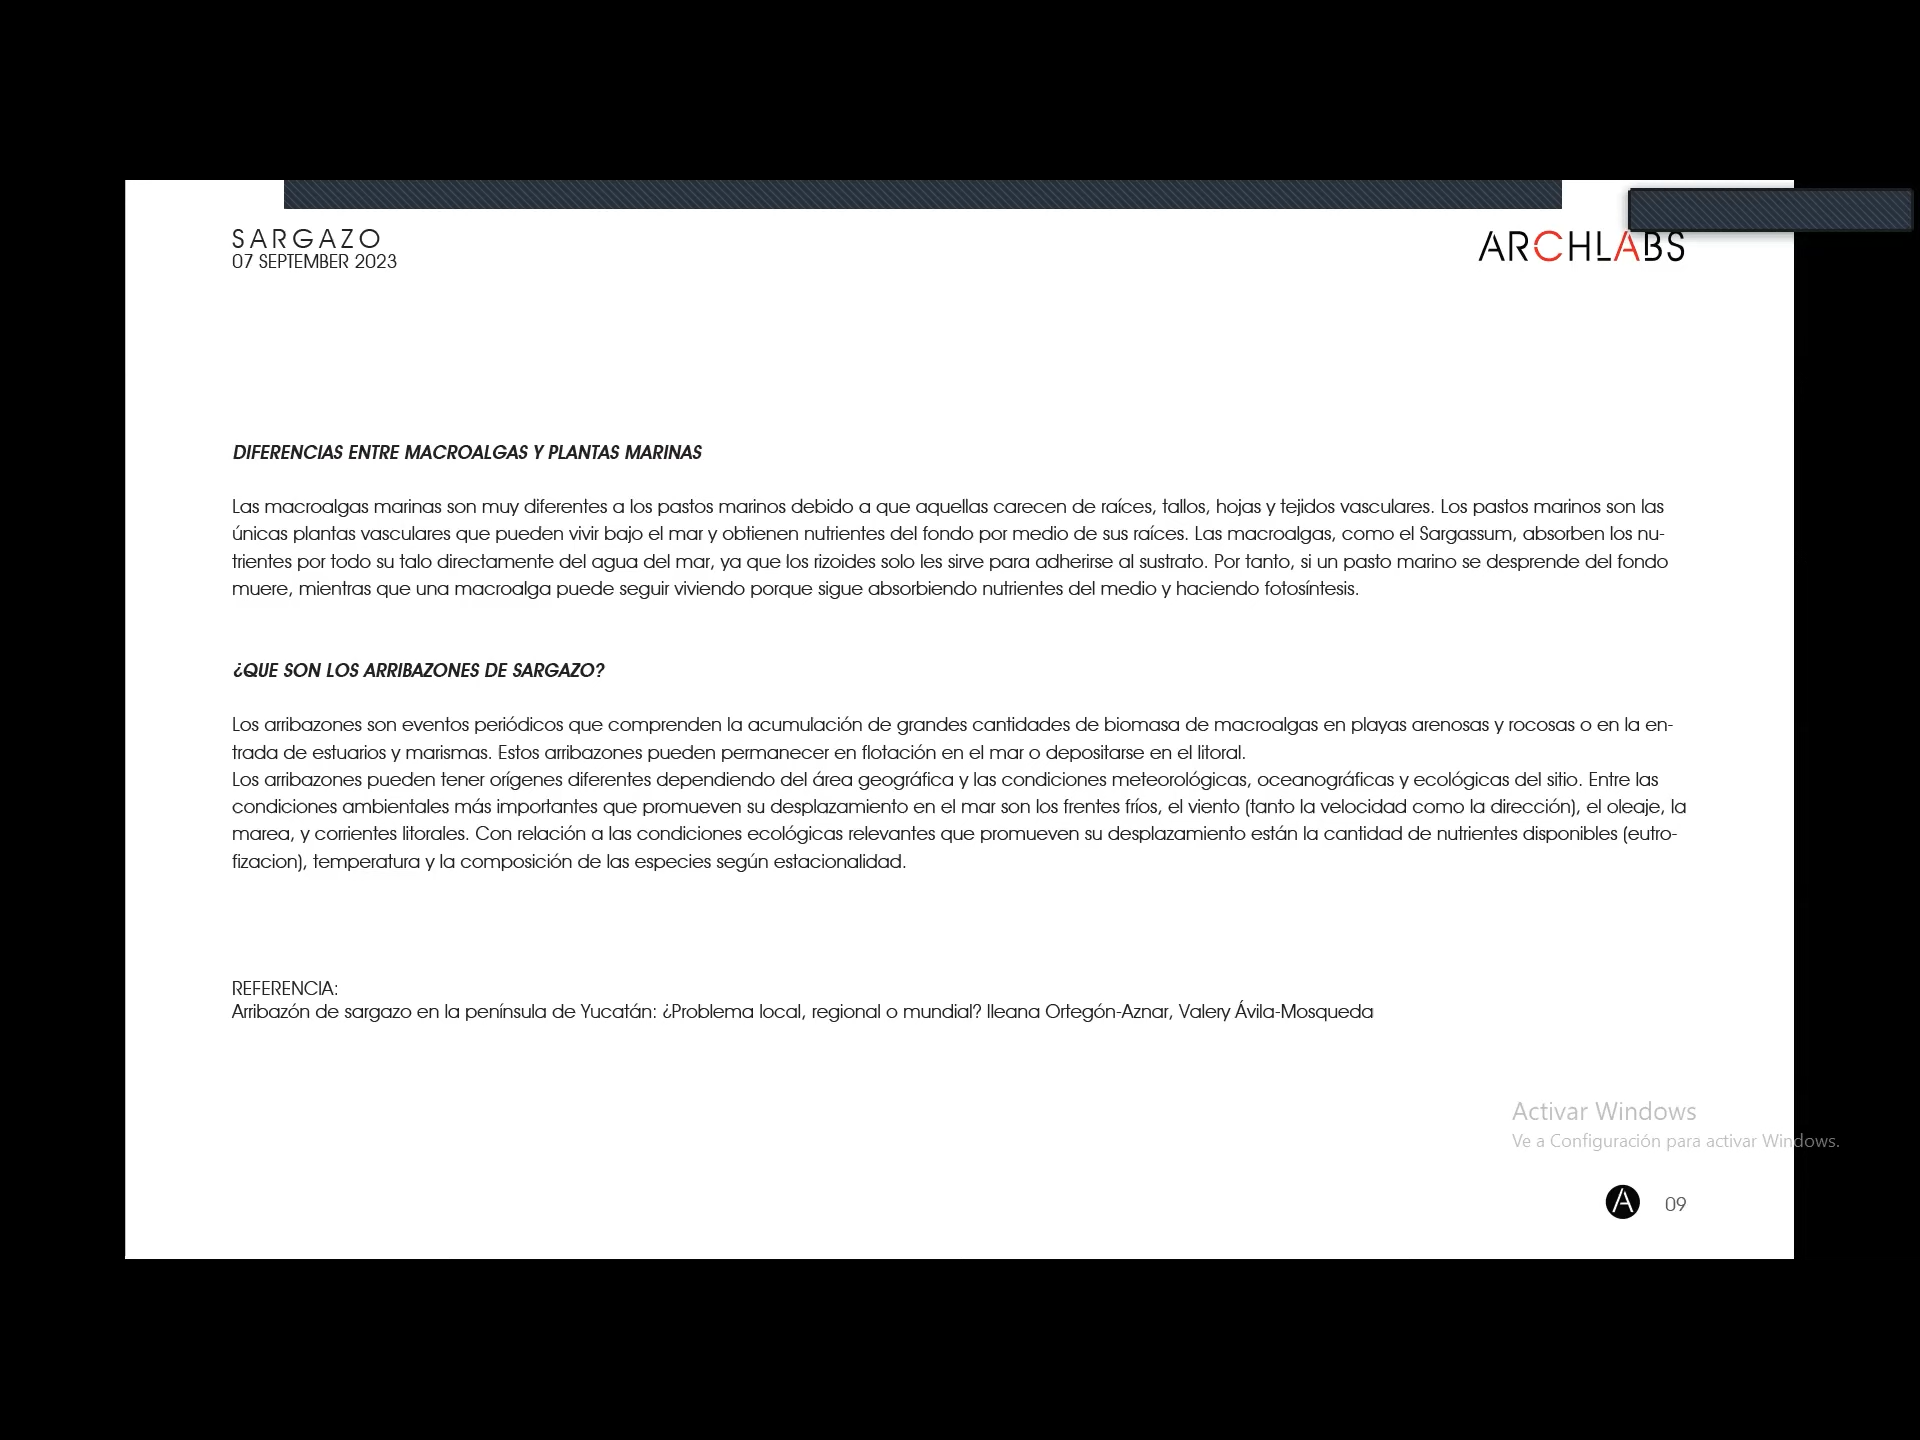 SARGAZO
07 SEPTEMBER 2023
ARCHLABS
DIFERENCIAS ENTRE MACROALGAS Y PLANTAS MARINAS
Las macroalgas marinas son muy diferentes a los pastos marinos debido a que aquellas carecen de raíces, tallos, hojas y tejidos vasculares. Los pastos marinos son las
únicas plantas vasculares que pueden vivir bajo el mar y obtienen nutrientes del fondo por medio de sus raíces. Las macroalgas, como el Sargassum, absorben los nu-
trientes por todo su talo directamente del agua del mar, ya que los rizoides solo les sirve para adherirse al sustrato. Por tanto, si un pasto marino se desprende del fondo
muere, mientras que una macroalga puede seguir viviendo porque sigue absorbiendo nutrientes del medio y haciendo fotosíntesis.
¿QUE SON LOS ARRIBAZONES DE SARGAZO?
Los arribazones son eventos periódicos que comprenden la acumulación de grandes cantidades de biomasa de macroalgas en playas arenosas y rocosas o en la en-
trada de estuarios y marismas. Estos arribazones pueden permanecer en flotación en el mar o depositarse en el litoral.
Los arribazones pueden tener orígenes diferentes dependiendo del área geográfica y las condiciones meteorológicas, oceanográficas y ecológicas del sitio. Entre las
condiciones ambientales más importantes que promueven su desplazamiento en el mar son los frentes fríos, el viento (tanto la velocidad como la dirección), el oleaje, la
marea, y corrientes litorales. Con relación a las condiciones ecológicas relevantes que promueven su desplazamiento están la cantidad de nutrientes disponibles (eutro-
fizacion), temperatura y la composición de las especies según estacionalidad.
REFERENCIA:
Arribazón de sargazo en la península de Yucatán: ¿Problema local, regional o mundial? Ileana Ortegón-Aznar, Valery Ávila-Mosqueda
Activar Windows
Ve a Configuración para activar Windows.
A 09